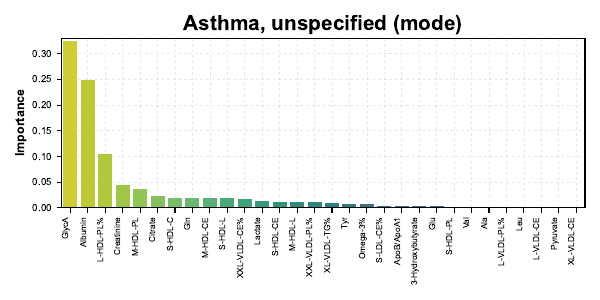 Asthma, unspecified (mode)
Importance
0.30
0.25
0.20
0.15
0.10
0.05
0.00
GlycA
Albumin
L-HDL-PL%
Creatinine
M-HDL-PL
Citrate
S-HDL-C
Gln
M-HDL-CE
S-HDL-L
XXL-VLDL-CE%
Lactate
S-HDL-CE
M-HDL-L
XXL-VLDL-PL%
XL-VLDL-TG%
Tyr
Omega-3%
S-LDL-CE%
ApoB/ApoA1
3-Hydroxybutyrate
Glu
S-HDL-PL
Val
Ala
L-VLDL-PL%
Leu
L-VLDL-CE
Pyruvate
XL-VLDL-CE